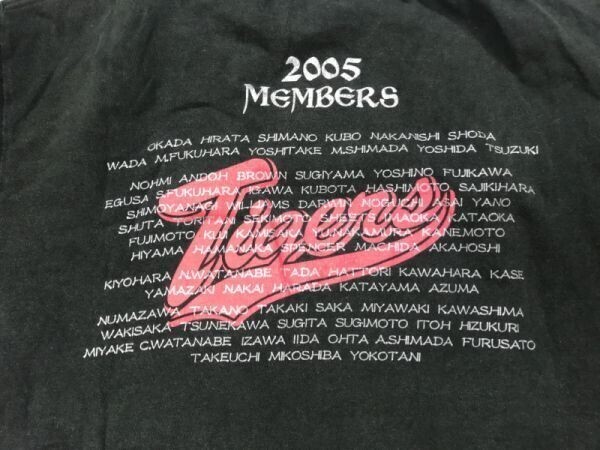 2005
MEMBERS
OKADA HIRATA SHIMANO KUBO NAKANISHI SHODA
WADA M.FUKUHARA YOSHITAKE M.SHIMADA YOSHIDA TSUZUKI
NOHMI ANDOH BROWN SUGIYAMA YOSHINO FUJIKAWA
EGUSA S.FUKUHARA IGAWA KUBOTA HASHIMOTO SAJIKIHARA
SHIMOYANAGI WILLIAMS DARWIN NOGUCHI ASAI YANO
SHUTA TORITANI SEKIMOTO SHEETS IMAOKA KATAOKA
FUJIMOTO KUJI KAMISAKA YU.NAKAMURA KANEMOTO
HIYAMA HAMANAKA SPENCER MACHIDA AKAHOSHI
Tigers
KIYOHARA N.WATANABE TADA HATTORI KAWAHARA KASE
YAMAZAKI NAKAI HARADA KATAYAMA AZUMA
NUMAZAWA TAKANO TAKAKI SAKA MIYAWAKI KAWASHIMA
WAKISAKA TSUNEKAWA SUGITA SUGIMOTO ITOH HIZUKURI
MIYAKE C.WATANABE IZAWA IIDA OHTA A.SHIMADA FURUSATO
TAKEUCHI MIKOSHIBA YOKOTANI